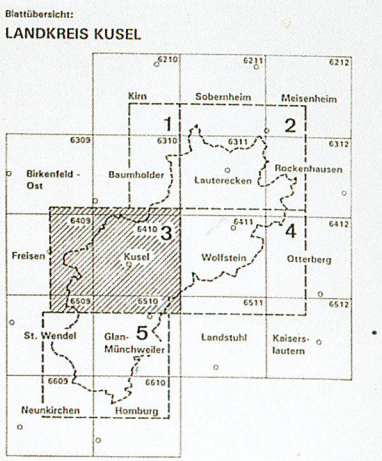 Blattübersicht:
LANDKREIS KUSEL
6210
6211
6212
Kirn
Sobernheim
Meisenheim
1
2
6309
6310
6311
6312
Birkenfeld -
Ost
Baumholder
Lauterecken
Rockenhausen
6409
6410
3
6411
6412
4
Freisen
Kusel
Wolfstein
Otterberg
6509
6510
6511
6512
St. Wendel
Glan-
Münchweiler
5
Landstuhl
Kaisers-
lautern
6609
6610
Neunkirchen
Homburg